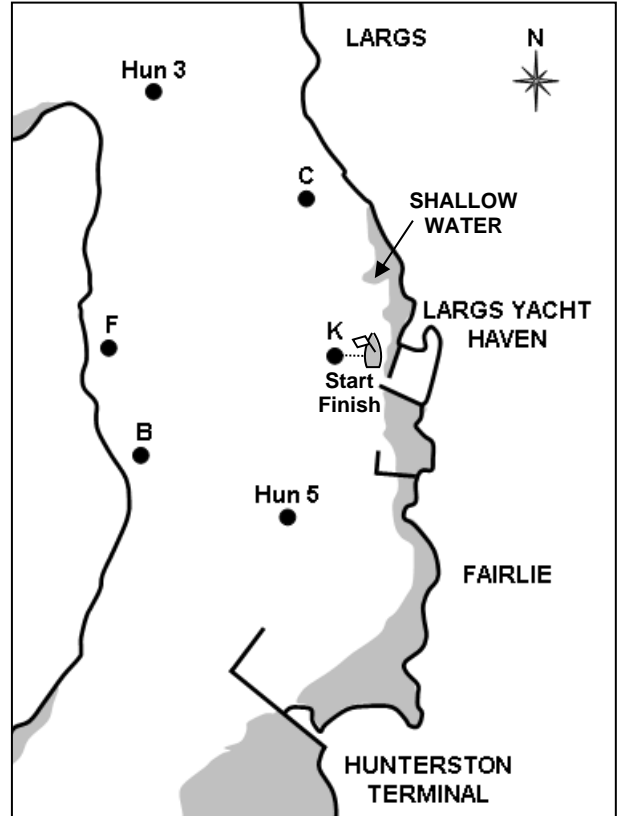 LARGS
N
Hun 3
C
SHALLOW
WATER
LARGS YACHT
HAVEN
F
K
Start
Finish
B
Hun 5
FAIRLIE
HUNTERSTON
TERMINAL